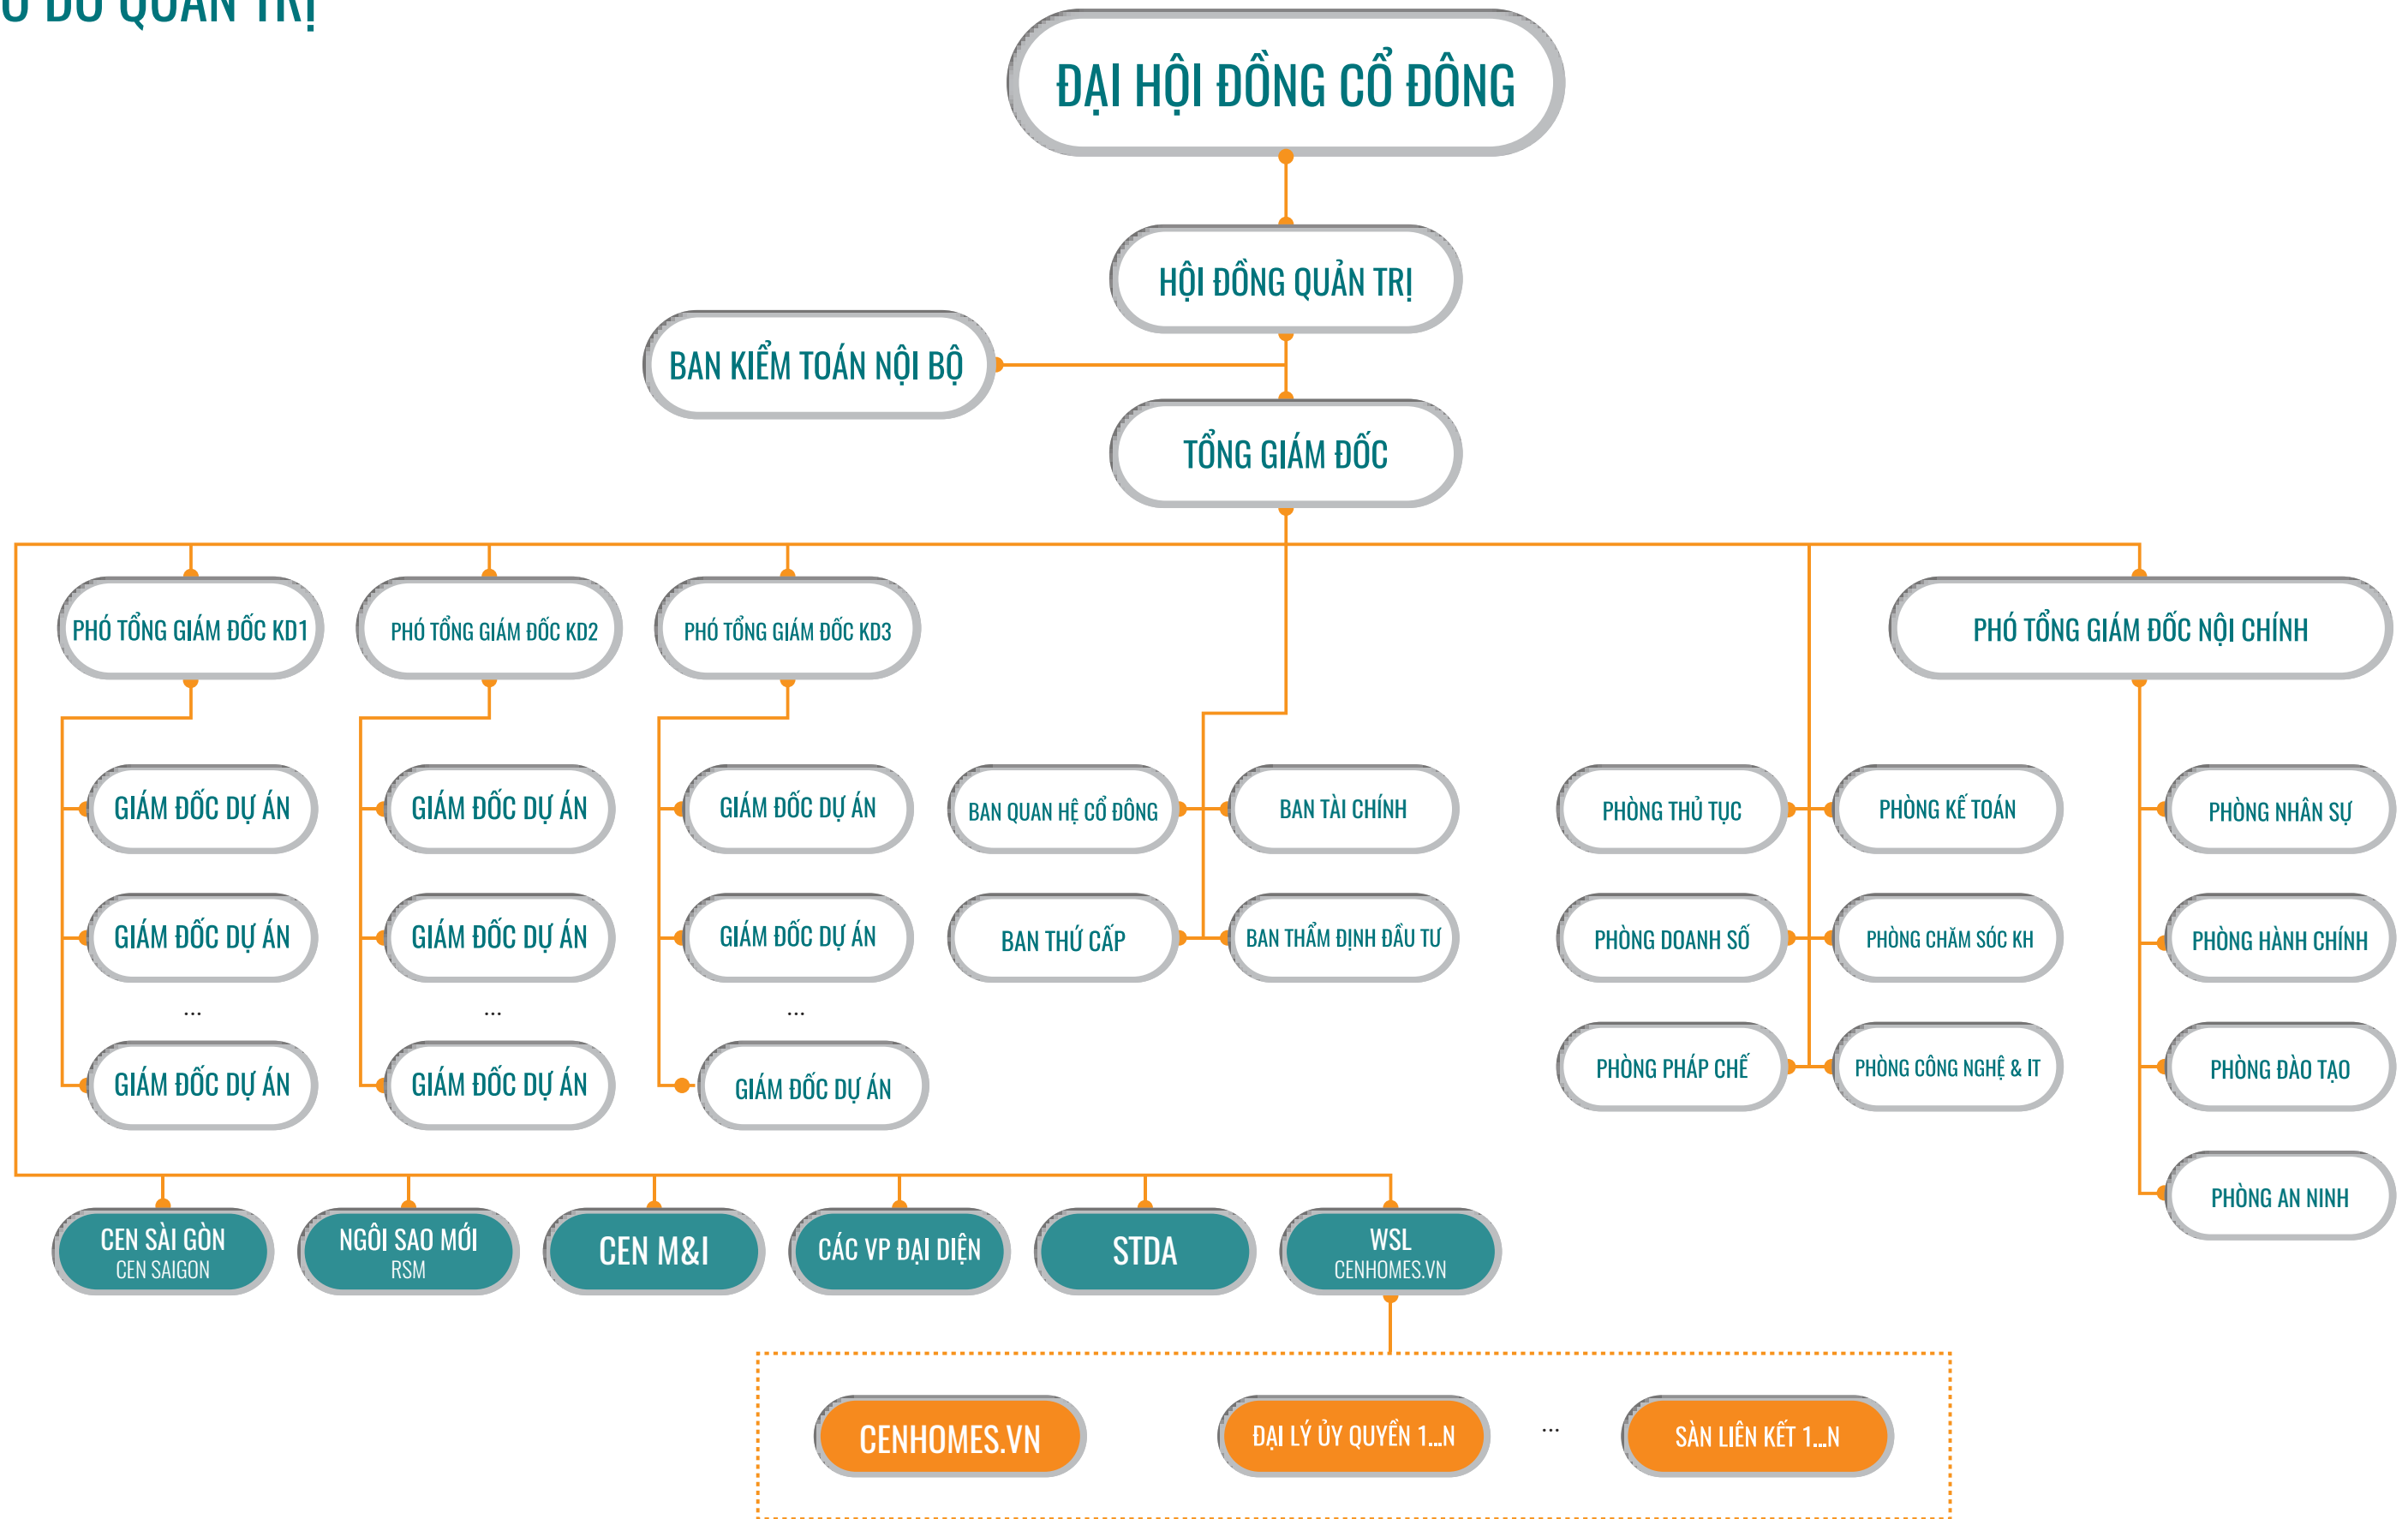 ĐỒ QUẢN TRỊ
ĐẠI HỘI ĐỒNG CỔ ĐÔNG
HỘI ĐỒNG QUẢN TRỊ
BAN KIỂM TOÁN NỘI BỘ
TỔNG GIÁM ĐỐC
PHÓ TỔNG GIÁM ĐỐC KD1
PHÓ TỔNG GIÁM ĐỐC KD2
PHÓ TỔNG GIÁM ĐỐC KD3
PHÓ TỔNG GIÁM ĐỐC NỘI CHÍNH
GIÁM ĐỐC DỰ ÁN
GIÁM ĐỐC DỰ ÁN
GIÁM ĐỐC DỰ ÁN
BAN QUAN HỆ CỔ ĐÔNG
BAN TÀI CHÍNH
PHÒNG THỦ TỤC
PHÒNG KẾ TOÁN
PHÒNG NHÂN SỰ
GIÁM ĐỐC DỰ ÁN
GIÁM ĐỐC DỰ ÁN
GIÁM ĐỐC DỰ ÁN
BAN THỨ CẤP
BAN THẨM ĐỊNH ĐẦU TƯ
PHÒNG DOANH SỐ
PHÒNG CHĂM SÓC KH
PHÒNG HÀNH CHÍNH
...
...
...
GIÁM ĐỐC DỰ ÁN
GIÁM ĐỐC DỰ ÁN
GIÁM ĐỐC DỰ ÁN
PHÒNG PHÁP CHẾ
PHÒNG CÔNG NGHỆ & IT
PHÒNG ĐÀO TẠO
PHÒNG AN NINH
CEN SÀI GÒN
CEN SAIGON
NGÔI SAO MỚI
RSM
CEN M&I
CÁC VP ĐẠI DIỆN
STDA
WSL
CENHOMES.VN
CENHOMES.VN
ĐẠI LÝ ỦY QUYỀN 1...N
...
SÀN LIÊN KẾT 1...N